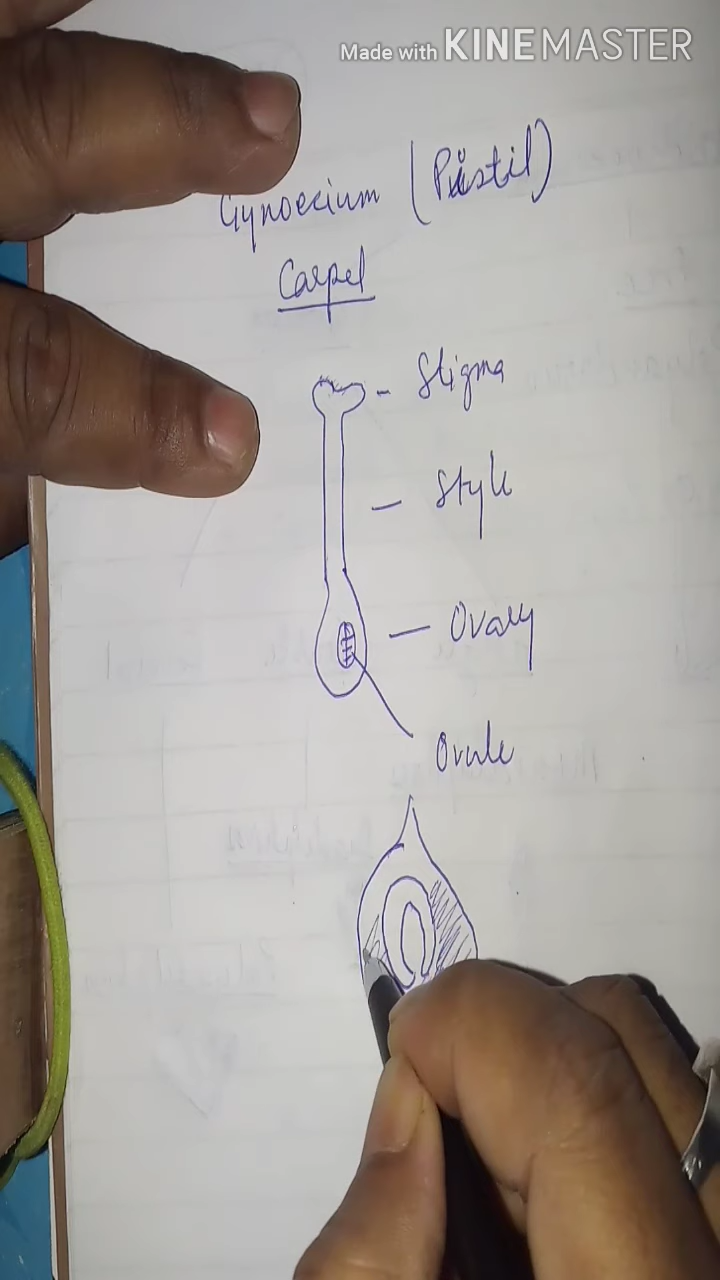 Made with KINEMASTER
Gynoecium (Pistil)
Carpel
Stigma
Style
Ovary
Ovule